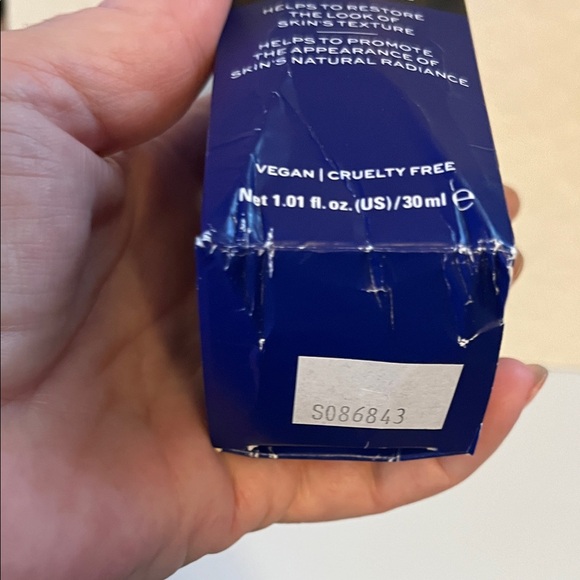 HELPS TO RESTORE
THE LOOK OF
SKIN'S TEXTURE
HELPS TO PROMOTE
THE APPEARANCE OF
SKIN'S NATURAL RADIANCE
VEGAN | CRUELTY FREE
Net 1.01 fl. oz. (US)/30ml ℮
S086843